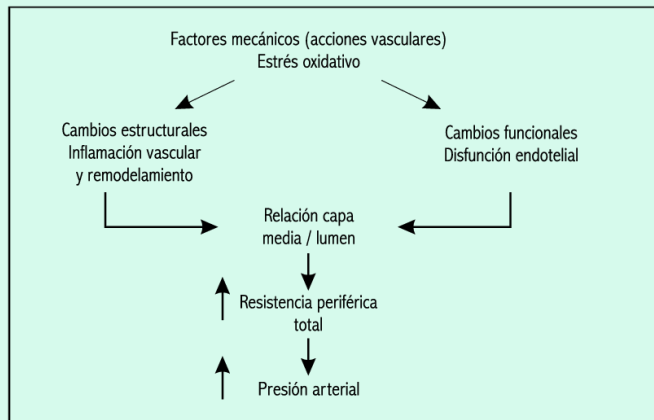 Factores mecánicos (acciones vasculares)
Estrés oxidativo
Cambios estructurales
Inflamación vascular
y remodelamiento
Cambios funcionales
Disfunción endotelial
Relación capa
media / lumen
Resistencia periférica
total
Presión arterial